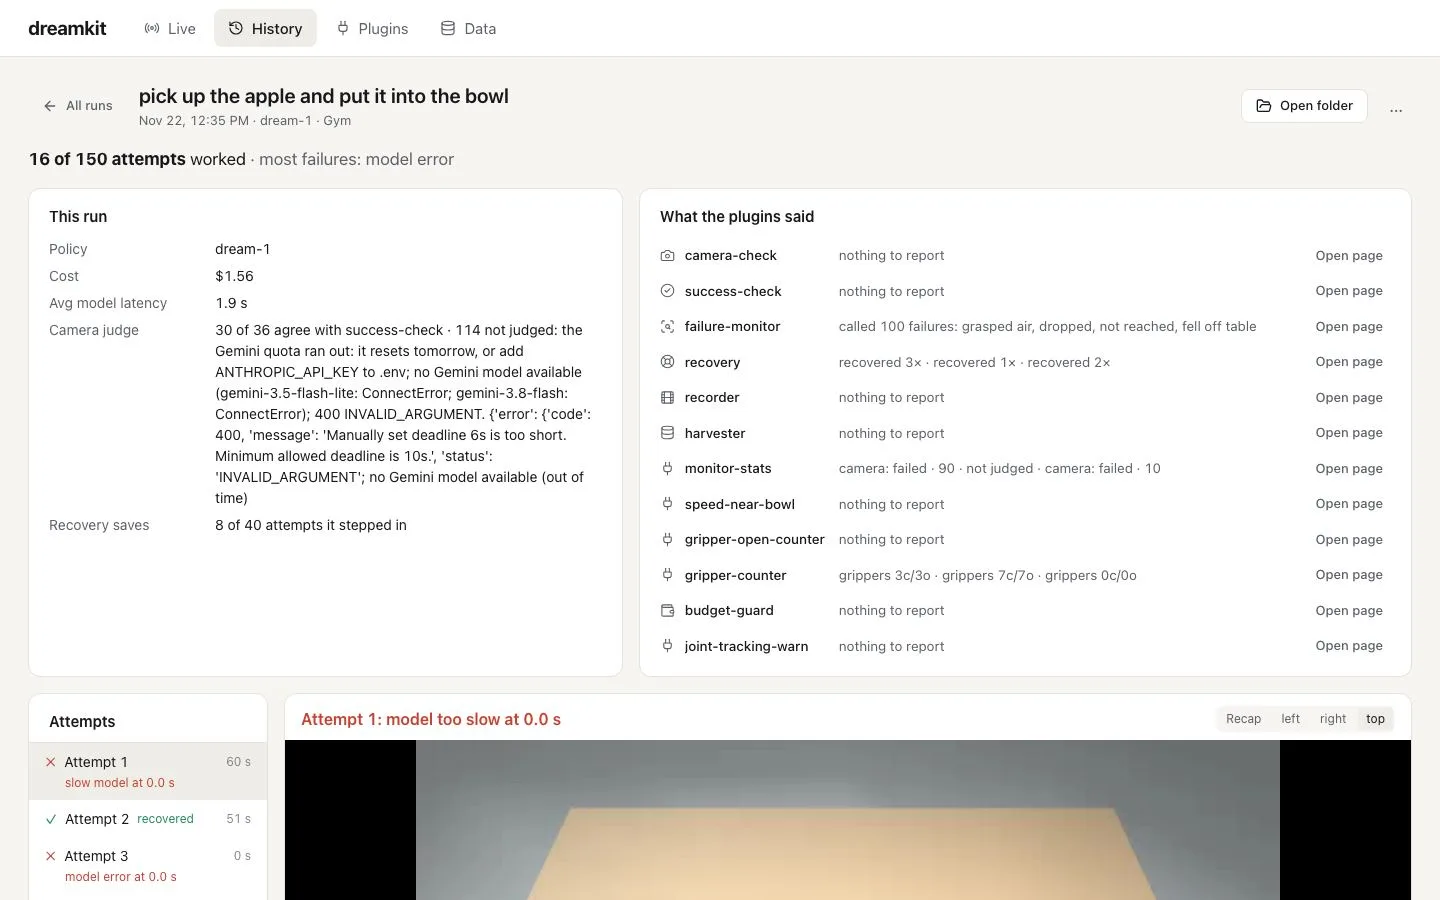 dreamkit
Live
History
Plugins
Data
All runs
pick up the apple and put it into the bowl
Nov 22, 12:35 PM · dream-1 · Gym
Open folder
...
16 of 150 attempts worked · most failures: model error
This run
Policy dream-1
Cost $1.56
Avg model latency 1.9 s
Camera judge 30 of 36 agree with success-check · 114 not judged: the
Gemini quota ran out: it resets tomorrow, or add
ANTHROPIC_API_KEY to .env; no Gemini model available
(gemini-3.5-flash-lite: ConnectError; gemini-3.8-flash:
ConnectError); 400 INVALID_ARGUMENT. {'error': {'code':
400, 'message': 'Manually set deadline 6s is too short.
Minimum allowed deadline is 10s.', 'status':
'INVALID_ARGUMENT'; no Gemini model available (out of
time)
Recovery saves 8 of 40 attempts it stepped in
What the plugins said
camera-check nothing to report Open page
success-check nothing to report Open page
failure-monitor called 100 failures: grasped air, dropped, not reached, fell off table Open page
recovery recovered 3× · recovered 1× · recovered 2× Open page
recorder nothing to report Open page
harvester nothing to report Open page
monitor-stats camera: failed · 90 · not judged · camera: failed · 10 Open page
speed-near-bowl nothing to report Open page
gripper-open-counter nothing to report Open page
gripper-counter grippers 3c/3o · grippers 7c/7o · grippers 0c/0o Open page
budget-guard nothing to report Open page
joint-tracking-warn nothing to report Open page
Attempts
Attempt 1 60 s
slow model at 0.0 s
Attempt 2 recovered 51 s
Attempt 3 0 s
model error at 0.0 s
Attempt 1: model too slow at 0.0 s
Recap left right top